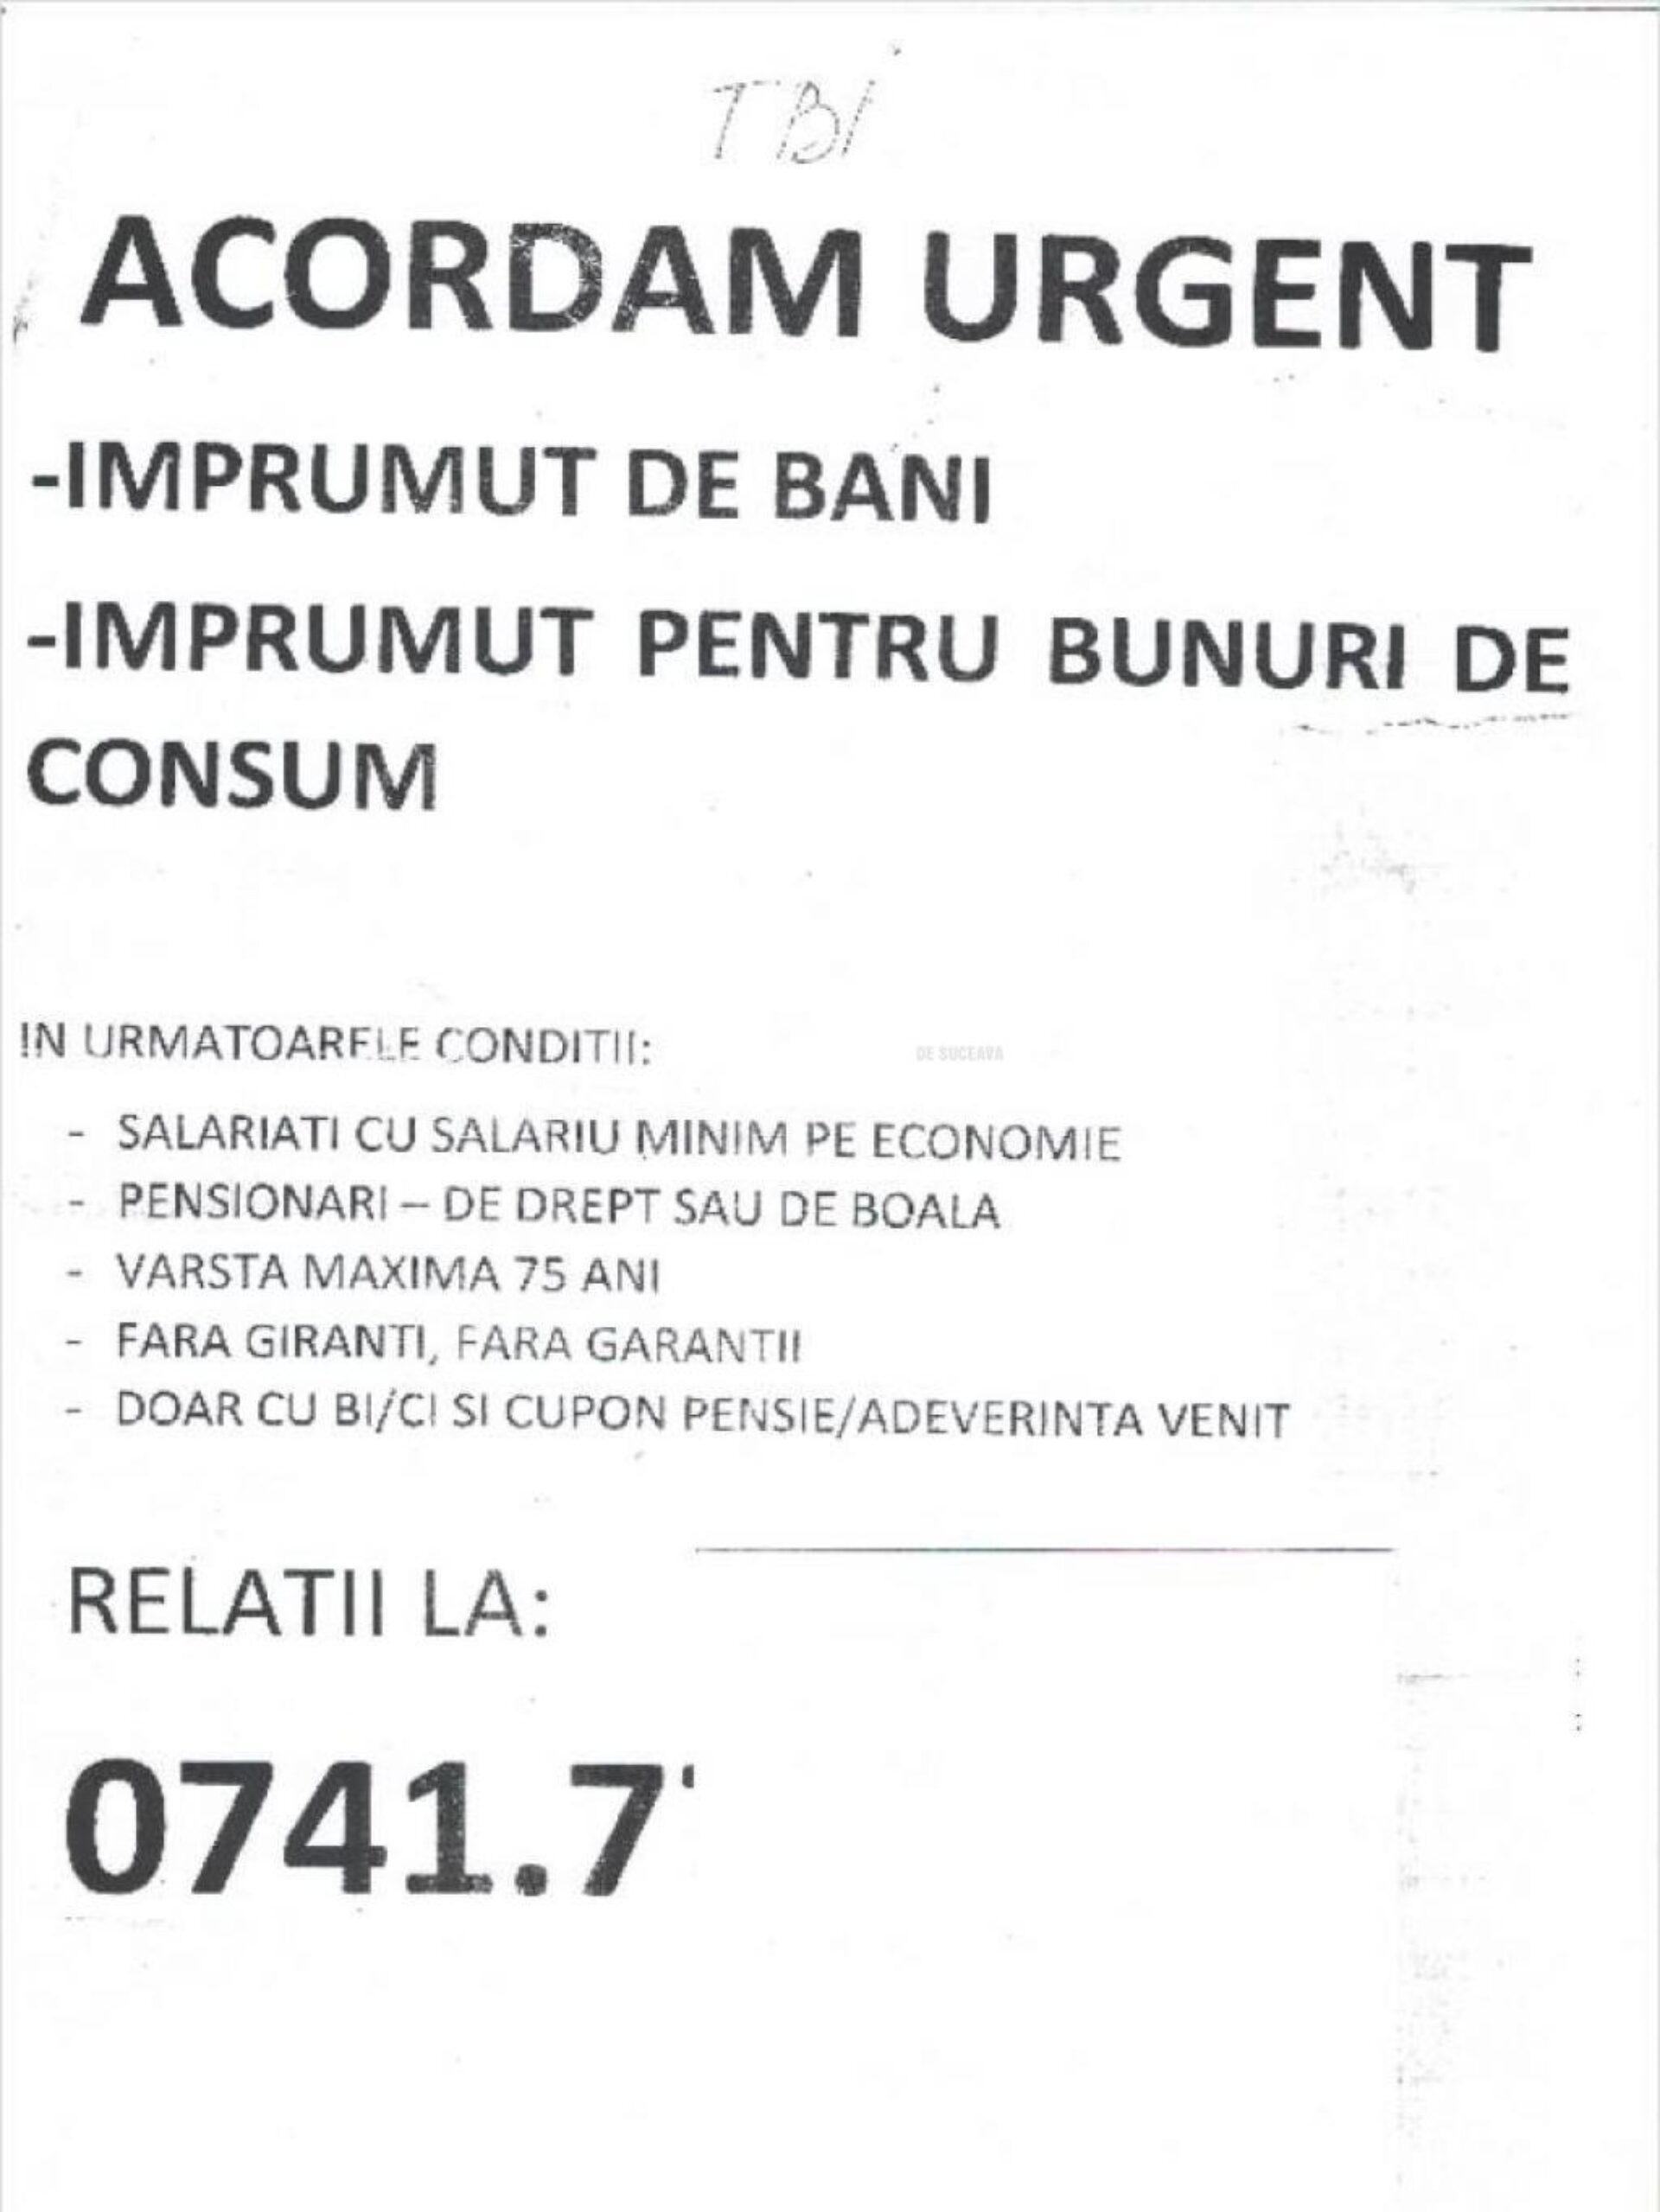 TBI
ACORDAM URGENT
-IMPRUMUT DE BANI
-IMPRUMUT PENTRU BUNURI DE
CONSUM
IN URMATOARELE CONDITII:
DE SUCEAVA
- SALARIATI CU SALARIU MINIM PE ECONOMIE
- PENSIONARI – DE DREPT SAU DE BOALA
- VARSTA MAXIMA 75 ANI
- FARA GIRANTI, FARA GARANTII
- DOAR CU BI/CI SI CUPON PENSIE/ADEVERINTA VENIT
RELATII LA:
0741.7